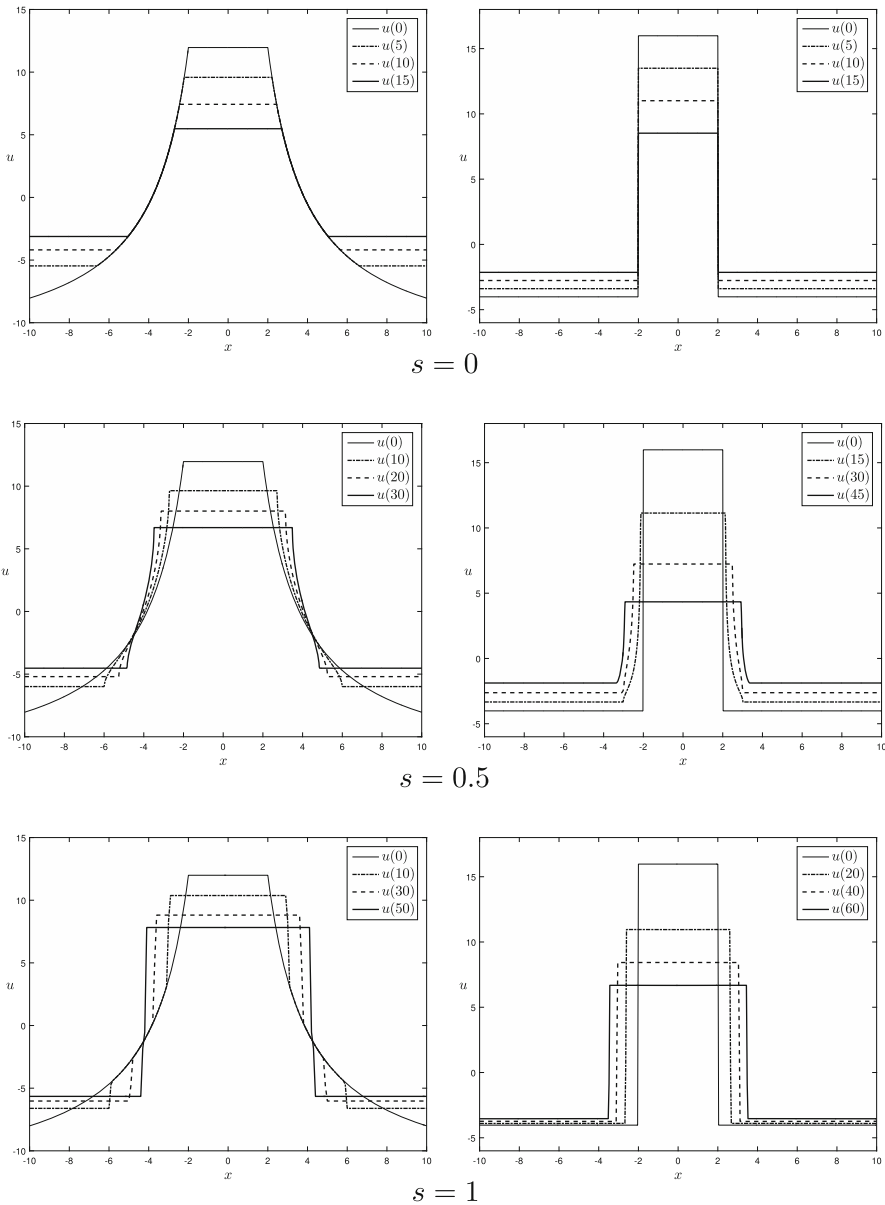 15
10
5
0
-5
-10
u
-10 -8 -6 -4 -2 0 2 4 6 8 10
x
u(0)
u(5)
u(10)
u(15)
15
10
5
0
-5
u
-10 -8 -6 -4 -2 0 2 4 6 8 10
x
u(0)
u(5)
u(10)
u(15)
s = 0
15
10
5
0
-5
-10
u
-10 -8 -6 -4 -2 0 2 4 6 8 10
x
u(0)
u(10)
u(20)
u(30)
15
10
5
0
-5
u
-10 -8 -6 -4 -2 0 2 4 6 8 10
x
u(0)
u(15)
u(30)
u(45)
s = 0.5
15
10
5
0
-5
-10
u
-10 -8 -6 -4 -2 0 2 4 6 8 10
x
u(0)
u(10)
u(30)
u(50)
15
10
5
0
-5
u
-10 -8 -6 -4 -2 0 2 4 6 8 10
x
u(0)
u(20)
u(40)
u(60)
s = 1